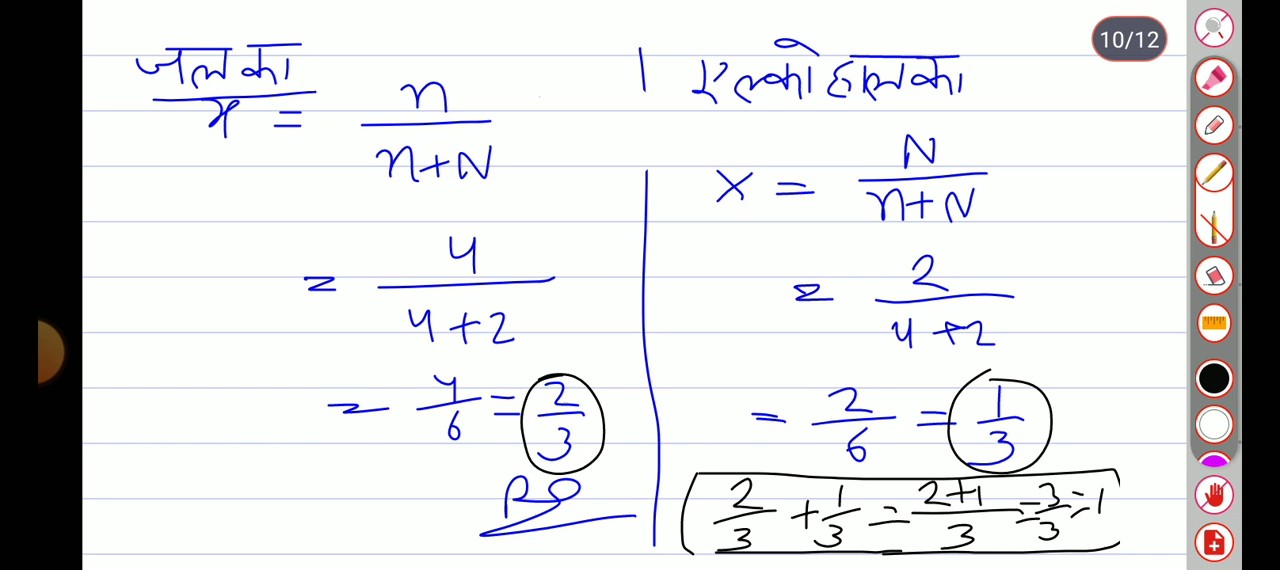 10/12
जल का
x = n/(n+N)
= 4/(4+2)
= 4/6 = 2/3
एल्कोहल का
x = N/(n+N)
= 2/(4+2)
= 2/6 = 1/3
2/3 + 1/3 = (2+1)/3 = 3/3 = 1